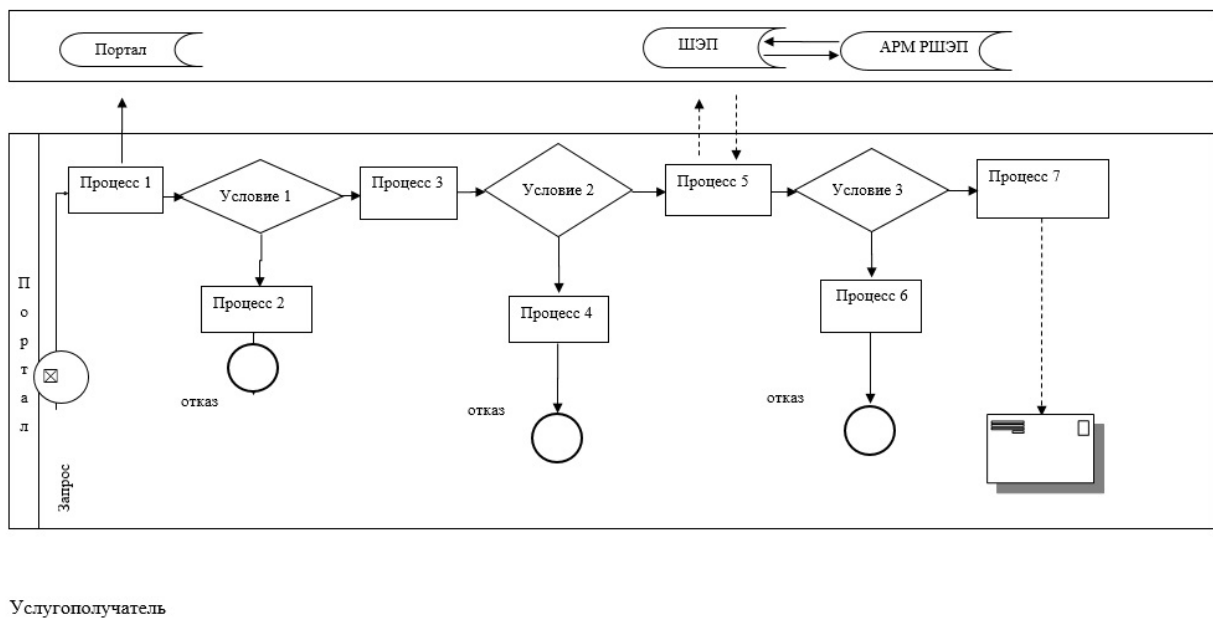 Портал
ШЭП
АРМ РШЭП
Процесс 1
Условие 1
Процесс 3
Условие 2
Процесс 5
Условие 3
Процесс 7
Процесс 2
Процесс 4
Процесс 6
Портал
отказ
отказ
отказ
Запрос
Услугополучатель